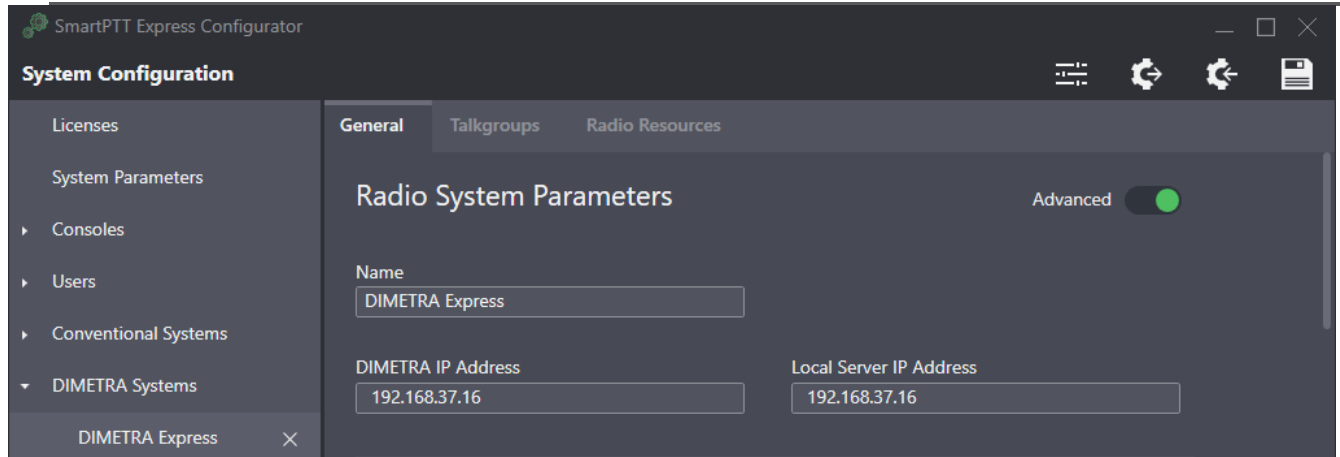 SmartPTT Express Configurator
System Configuration
Licenses
System Parameters
Consoles
Users
Conventional Systems
DIMETRA Systems
DIMETRA Express
General Talkgroups Radio Resources
Radio System Parameters
Advanced
Name
DIMETRA Express
DIMETRA IP Address Local Server IP Address
192.168.37.16 192.168.37.16